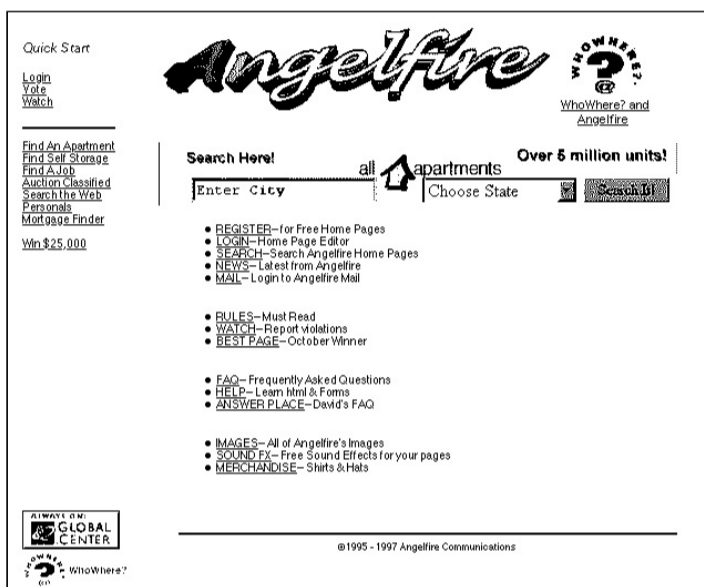 Quick Start
Login
Vote
Watch
Find An Apartment
Find Self Storage
Find A Job
Auction Classified
Search the Web
Personals
Mortgage Finder
Win $25,000
Angelfire
WHOWHERE?
@
WhoWhere? and
Angelfire
Search Here!
all apartments
Over 5 million units!
Enter City
Choose State
Search It!
REGISTER–for Free Home Pages
LOGIN–Home Page Editor
SEARCH–Search Angelfire Home Pages
NEWS–Latest from Angelfire
MAIL–Login to Angelfire Mail
RULES–Must Read
WATCH–Report violations
BEST PAGE–October Winner
FAQ–Frequently Asked Questions
HELP–Learn html & Forms
ANSWER PLACE–David's FAQ
IMAGES–All of Angelfire's Images
SOUND FX–Free Sound Effects for your pages
MERCHANDISE–Shirts & Hats
ALWAYS ON:
GLOBAL
CENTER
WHOWHERE?
WhoWhere?
©1995 - 1997 Angelfire Communications